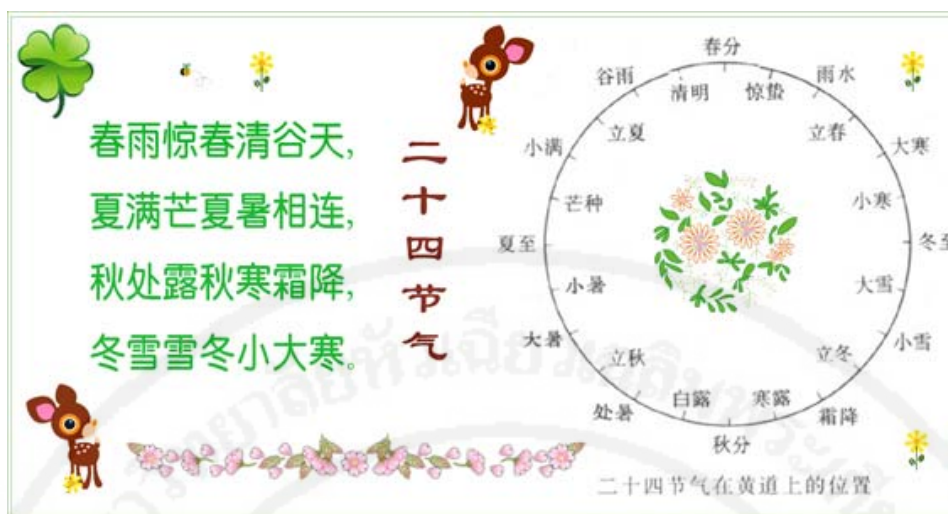 春雨惊春清谷天,
夏满芒夏暑相连,
秋处露秋寒霜降,
冬雪雪冬小大寒。
二十四节气
春分
雨水
惊蛰
清明
谷雨
立春
立夏
大寒
小满
小寒
芒种
冬至
夏至
大雪
小暑
小雪
大暑
立冬
立秋
霜降
寒露
白露
处暑
秋分
二十四节气在黄道上的位置